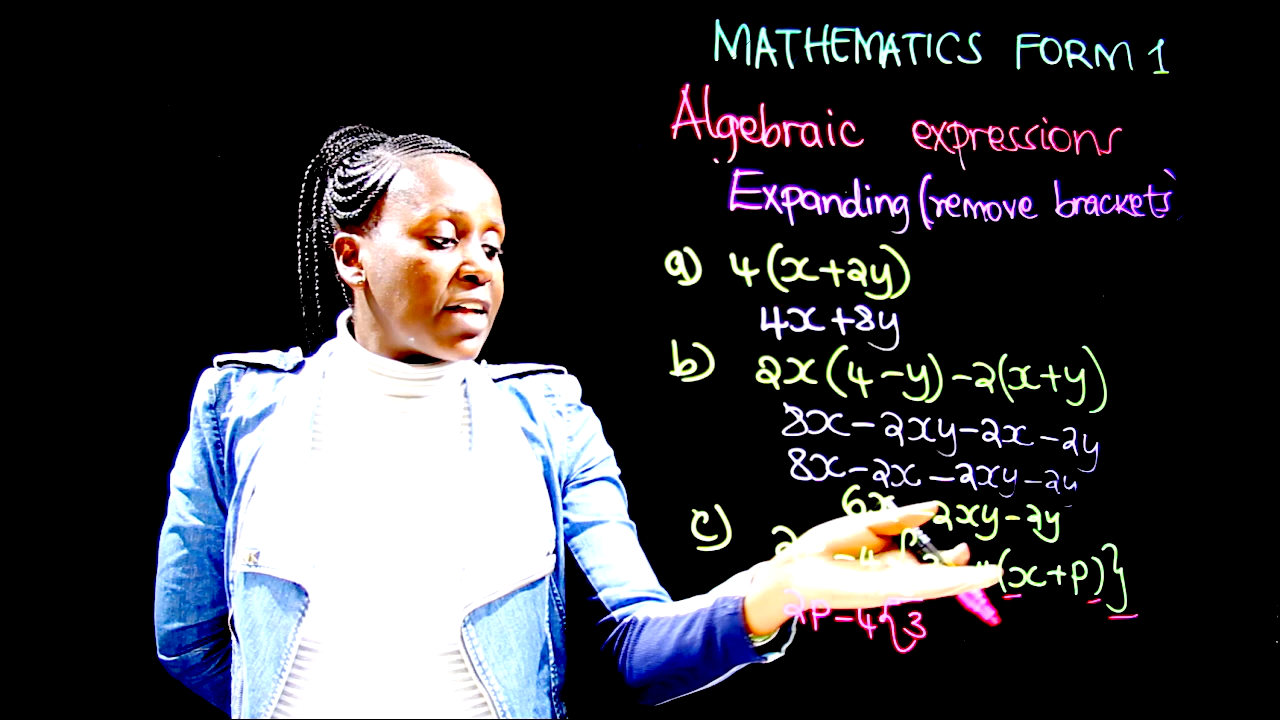 MATHEMATICS FORM 1
Algebraic expressions
Expanding (remove brackets)
a) 4(x+2y)
4x+8y
b) 2x(4-y)-2(x+y)
8x-2xy-2x-2y
8x-2x-2xy-2y
6x-2xy-2y
c) (x+p)}
2p-4{3